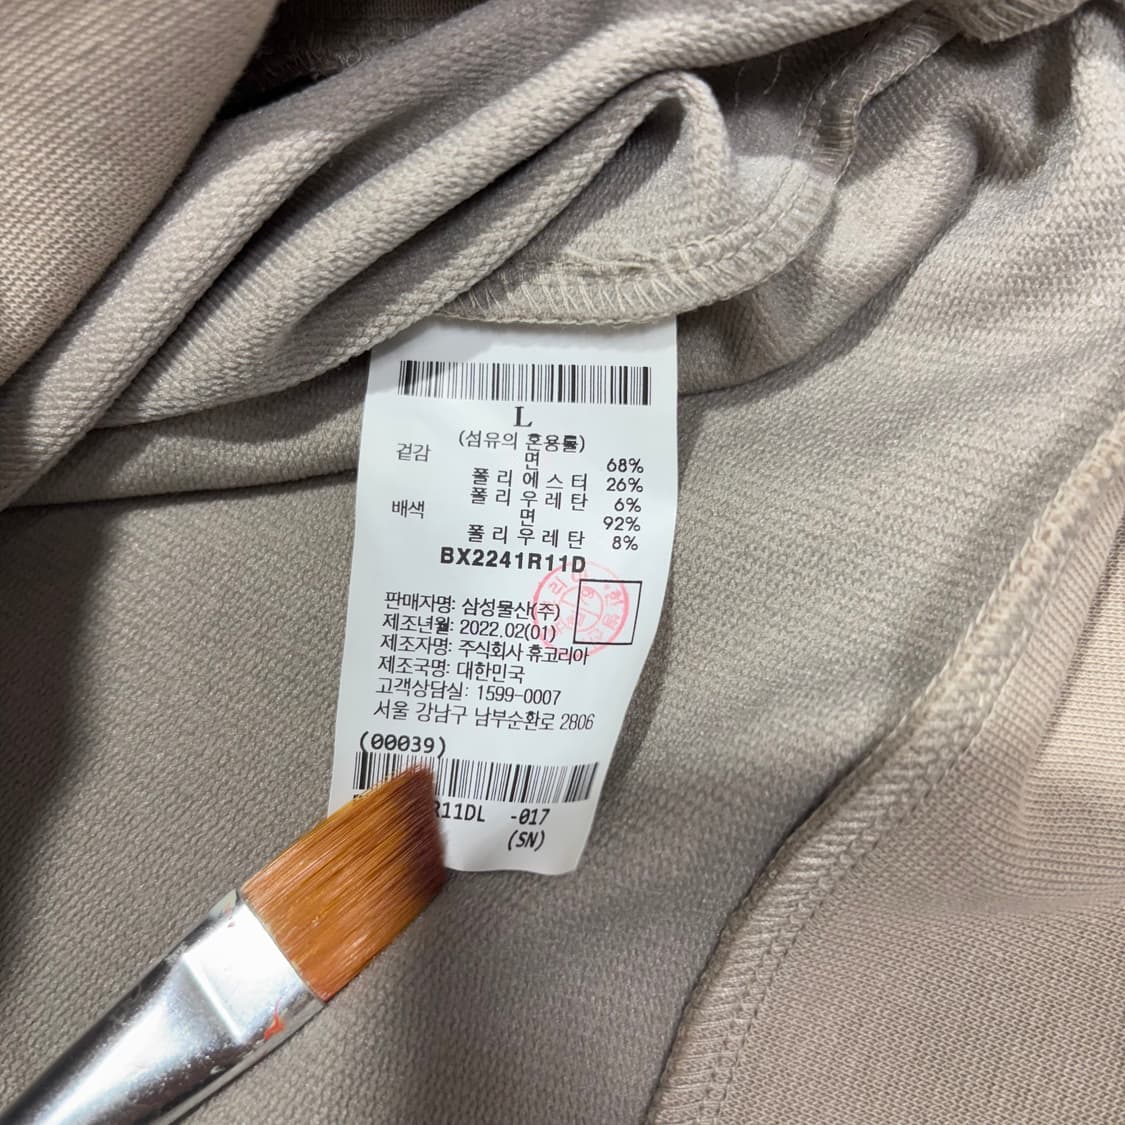 L
(섬유의 혼용률)
겉감 면 68%
폴리에스터 26%
폴리우레탄 6%
배색 면 92%
폴리우레탄 8%
BX2241R11D
판매자명: 삼성물산(주)
제조년월: 2022.02(01)
제조자명: 주식회사 휴코리아
제조국명: 대한민국
고객상담실: 1599-0007
서울 강남구 남부순환로 2806
(00039)
R11DL -017
(SN)